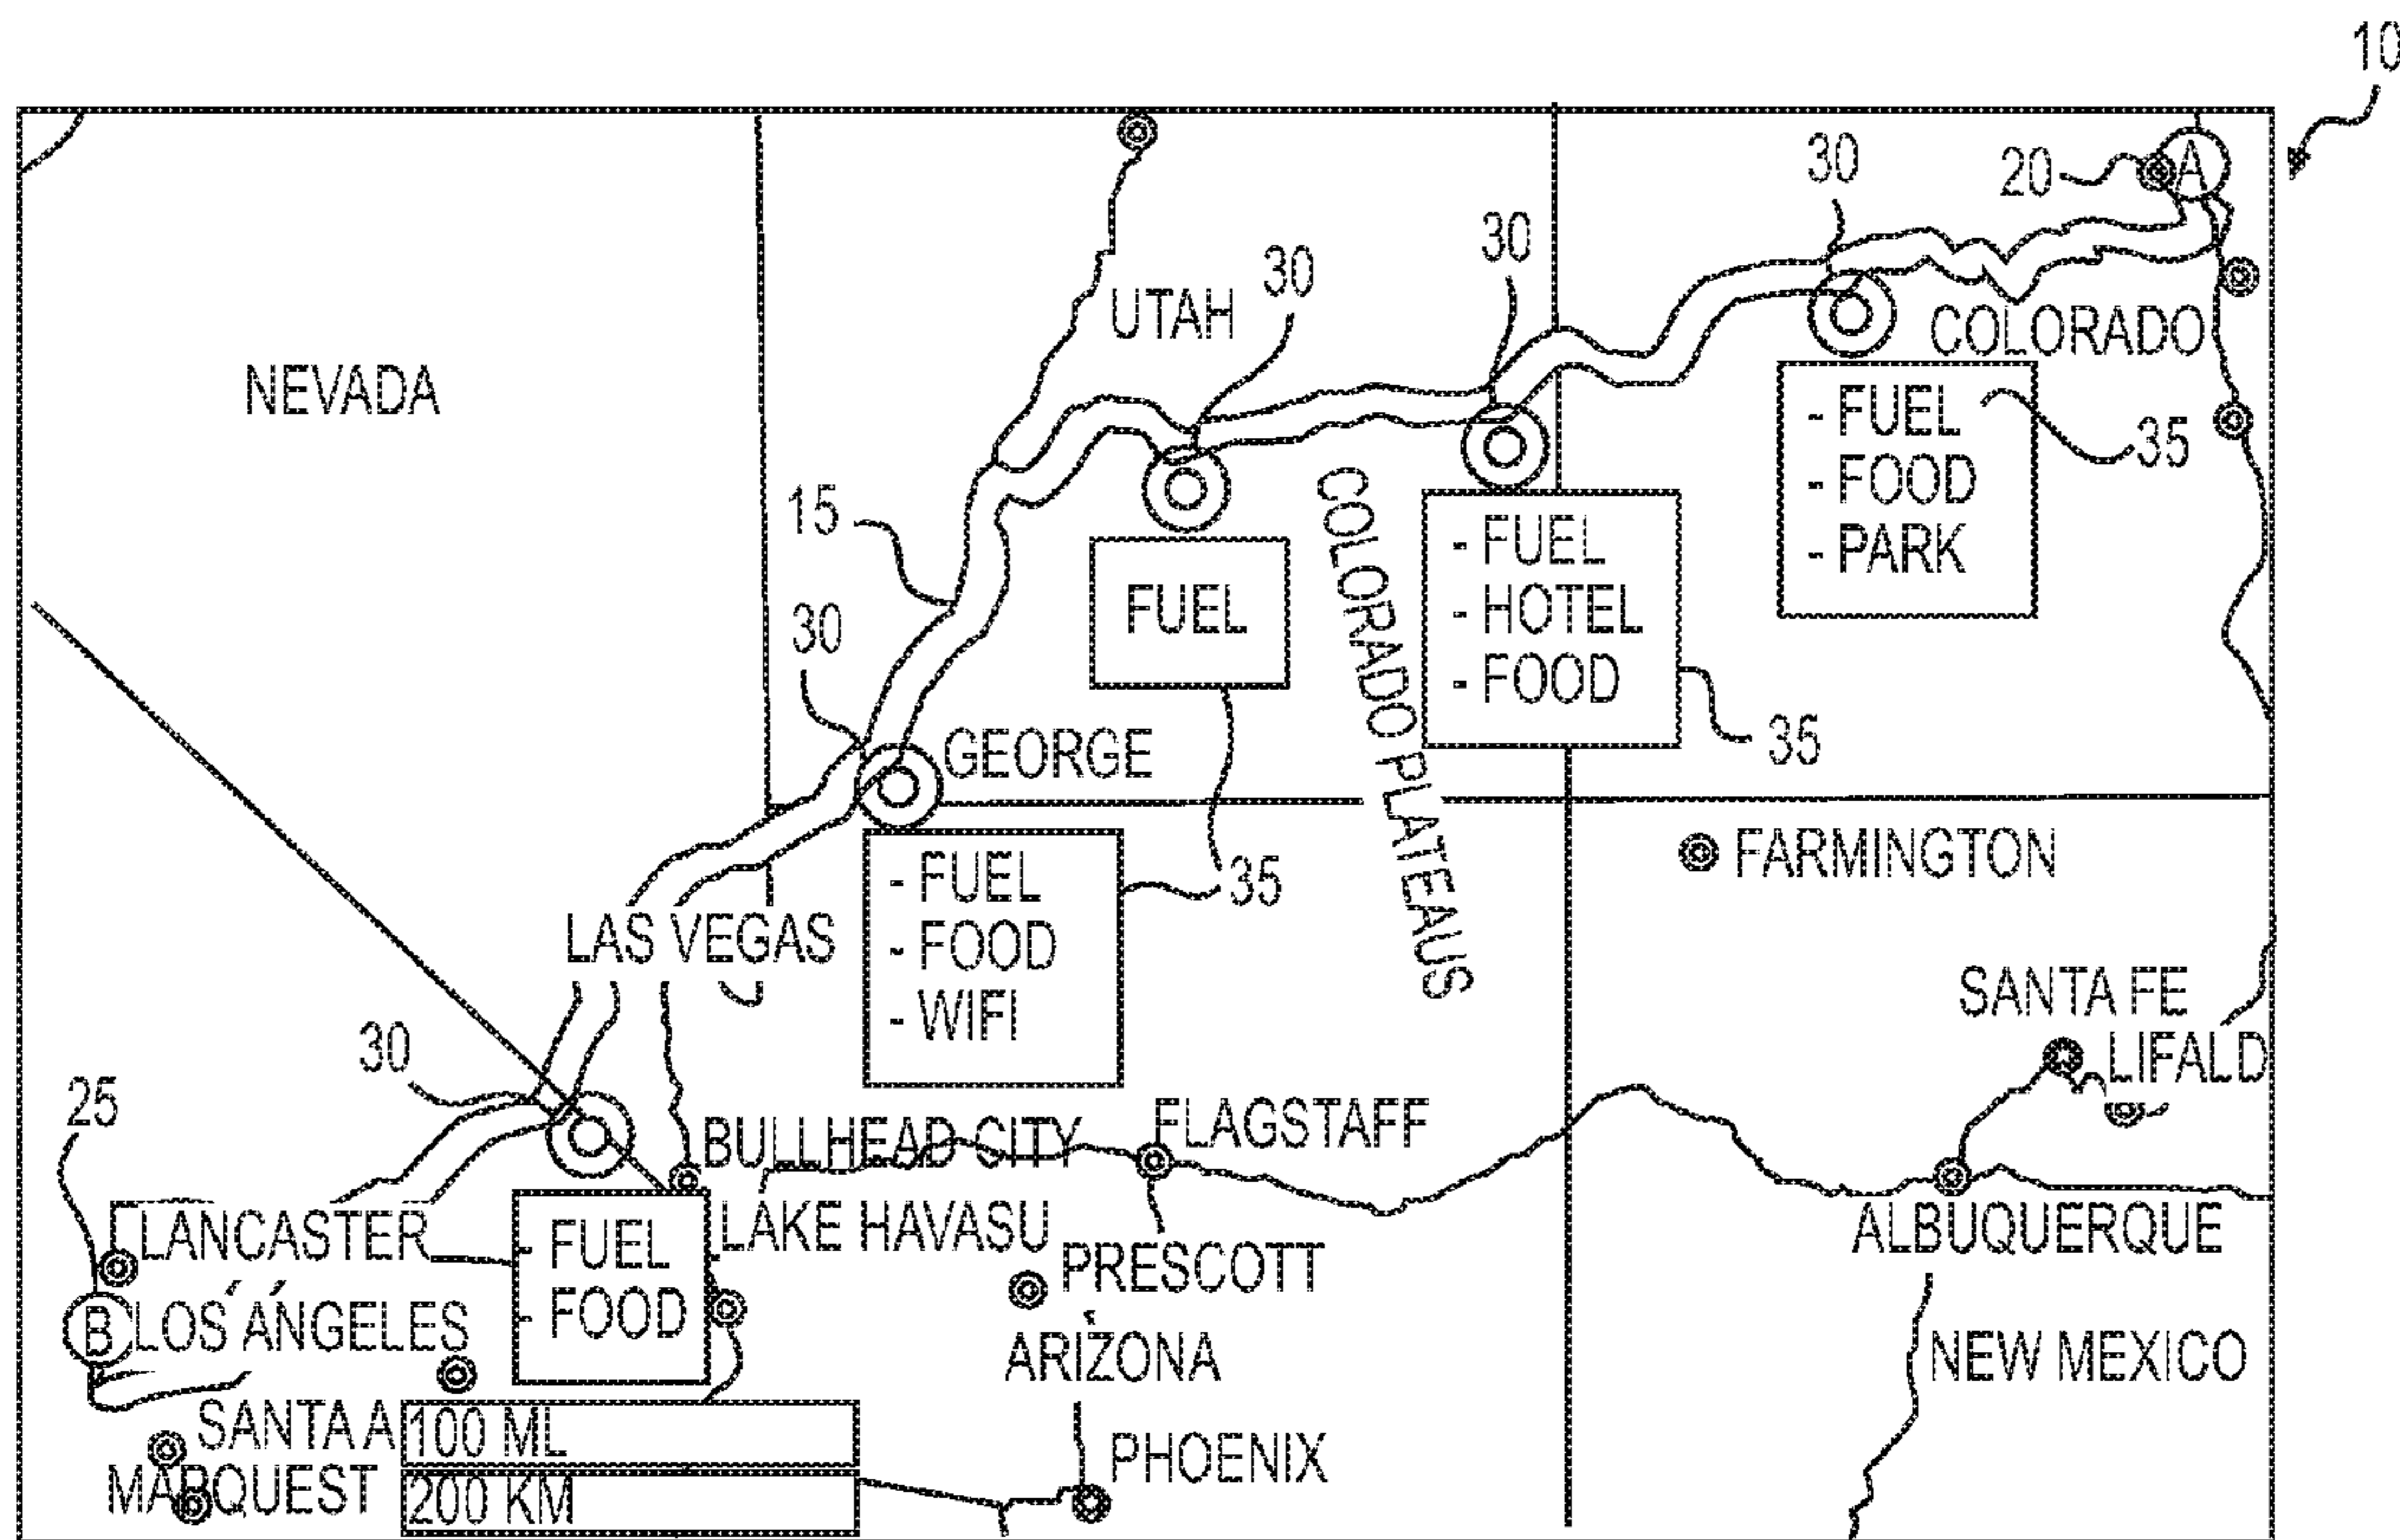 10
30
20
A
30
30
UTAH
COLORADO
NEVADA
- FUEL
- FOOD
- PARK
35
15
COLORADO PLATEAUS
- FUEL
- HOTEL
- FOOD
35
FUEL
30
GEORGE
35
- FUEL
- FOOD
- WIFI
FARMINGTON
LAS VEGAS
SANTA FE
LIFALD
30
25
BULLHEAD CITY
FLAGSTAFF
LANCASTER
- FUEL
- FOOD
LAKE HAVASU
PRESCOTT
ALBUQUERQUE
B
LOS ANGELES
ARIZONA
NEW MEXICO
SANTA A
100 ML
PHOENIX
MARQUEST
200 KM